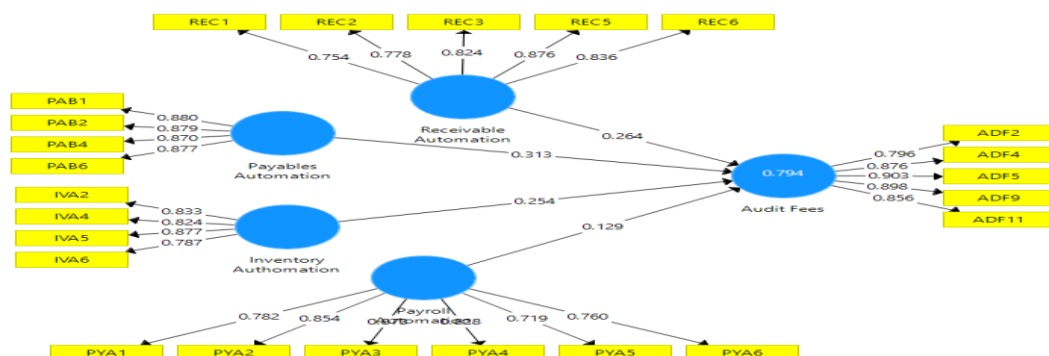 REC1 REC2 REC3 REC5 REC6
0.754 0.778 0.824 0.876 0.836
PAB1
PAB2
PAB4
PAB6
0.880
0.879
0.870
0.877
Payables
Automation
Receivable
Automation
0.264
0.313
IVA2
IVA4
IVA5
IVA6
0.833
0.824
0.877
0.787
Inventory
Authomation
0.254
0.129
0.794
Audit Fees
ADF2
ADF4
ADF5
ADF9
ADF11
0.796
0.876
0.903
0.898
0.856
Payroll
Automation
0.782 0.854 0.719 0.760
PYA1 PYA2 PYA3 PYA4 PYA5 PYA6